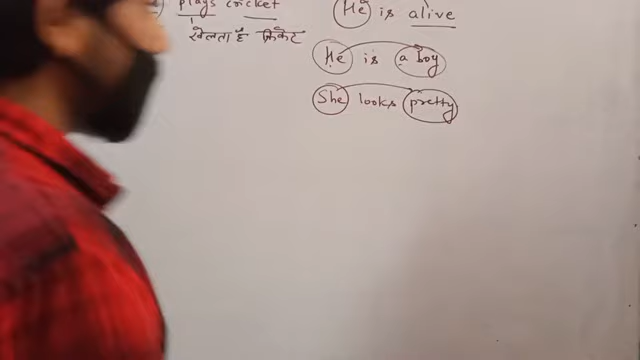 plays cricket
खेलता है क्रिकेट
He is alive
He is a boy
She looks pretty